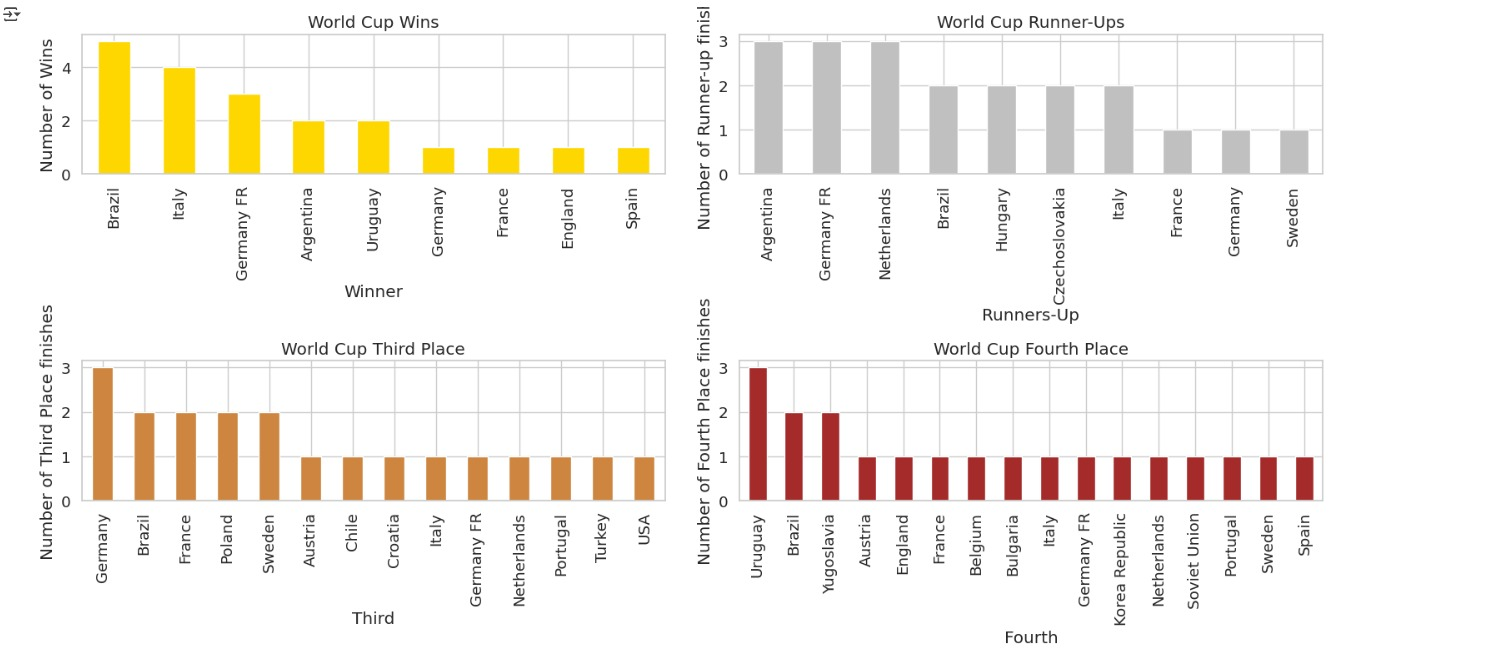 World Cup Wins
Number of Wins
4
2
0
Brazil
Italy
Germany FR
Argentina
Uruguay
Germany
France
England
Spain
Winner
World Cup Runner-Ups
Number of Runner-up finisl
3
2
1
0
Argentina
Germany FR
Netherlands
Brazil
Hungary
Czechoslovakia
Italy
France
Germany
Sweden
Runners-Up
World Cup Third Place
Number of Third Place finishes
3
2
1
0
Germany
Brazil
France
Poland
Sweden
Austria
Chile
Croatia
Italy
Germany FR
Netherlands
Portugal
Turkey
USA
Third
World Cup Fourth Place
Number of Fourth Place finishes
3
2
1
0
Uruguay
Brazil
Yugoslavia
Austria
England
France
Belgium
Bulgaria
Italy
Germany FR
Korea Republic
Netherlands
Soviet Union
Portugal
Sweden
Spain
Fourth